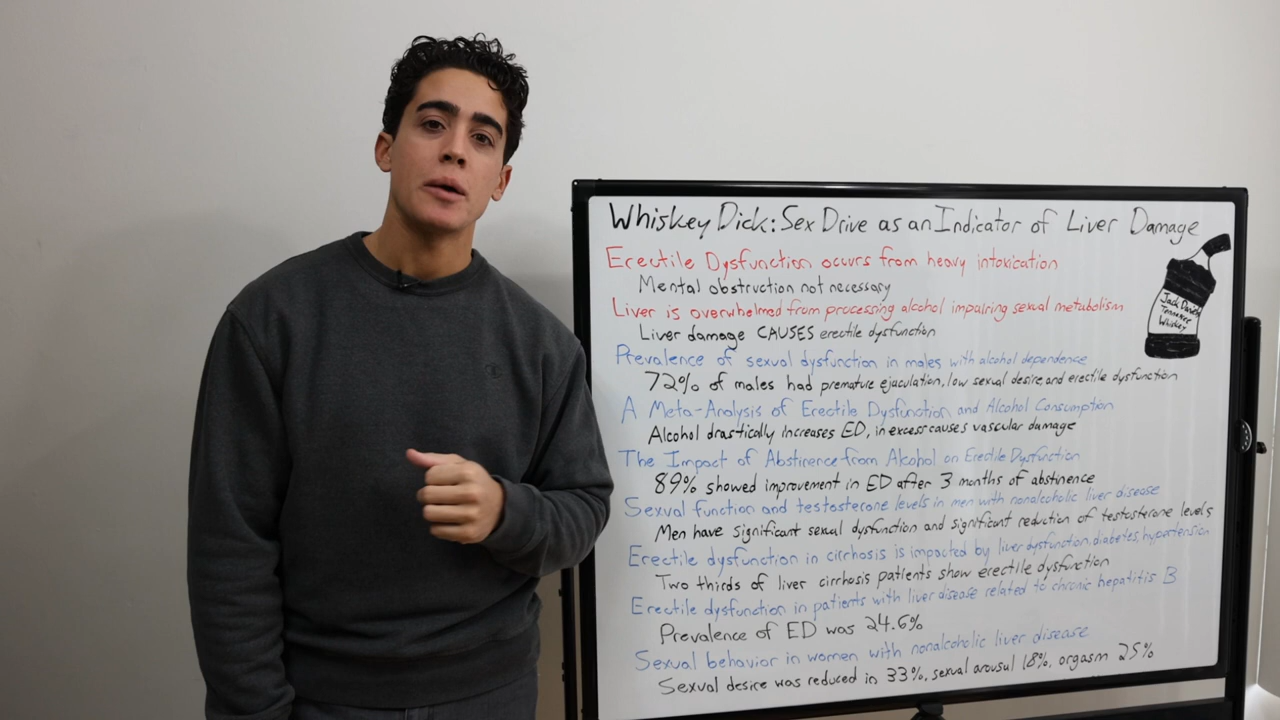 Whiskey Dick: Sex Drive as an Indicator of Liver Damage
Erectile Dysfunction occurs from heavy intoxication
Mental obstruction not necessary
Liver is overwhelmed from processing alcohol impairing sexual metabolism
Liver damage CAUSES erectile dysfunction
Prevalence of sexual dysfunction in males with alcohol dependence
72% of males had premature ejaculation, low sexual desire, and erectile dysfunction
A Meta-Analysis of Erectile Dysfunction and Alcohol Consumption
Alcohol drastically increases ED, in excess causes vascular damage
The Impact of Abstinence from Alcohol on Erectile Dysfunction
89% showed improvement in ED after 3 months of abstinence
Sexual function and testosterone levels in men with nonalcoholic liver disease
Men have significant sexual dysfunction and significant reduction of testosterone levels
Erectile dysfunction in cirrhosis is impacted by liver dysfunction, diabetes, hypertension
Two thirds of liver cirrhosis patients show erectile dysfunction
Erectile dysfunction in patients with liver disease related to chronic hepatitis B
Prevalence of ED was 24.6%
Sexual behavior in women with nonalcoholic liver disease
Sexual desire was reduced in 33%, sexual arousal 18%, orgasm 25%
Jack Daniel's
Tennessee
Whiskey